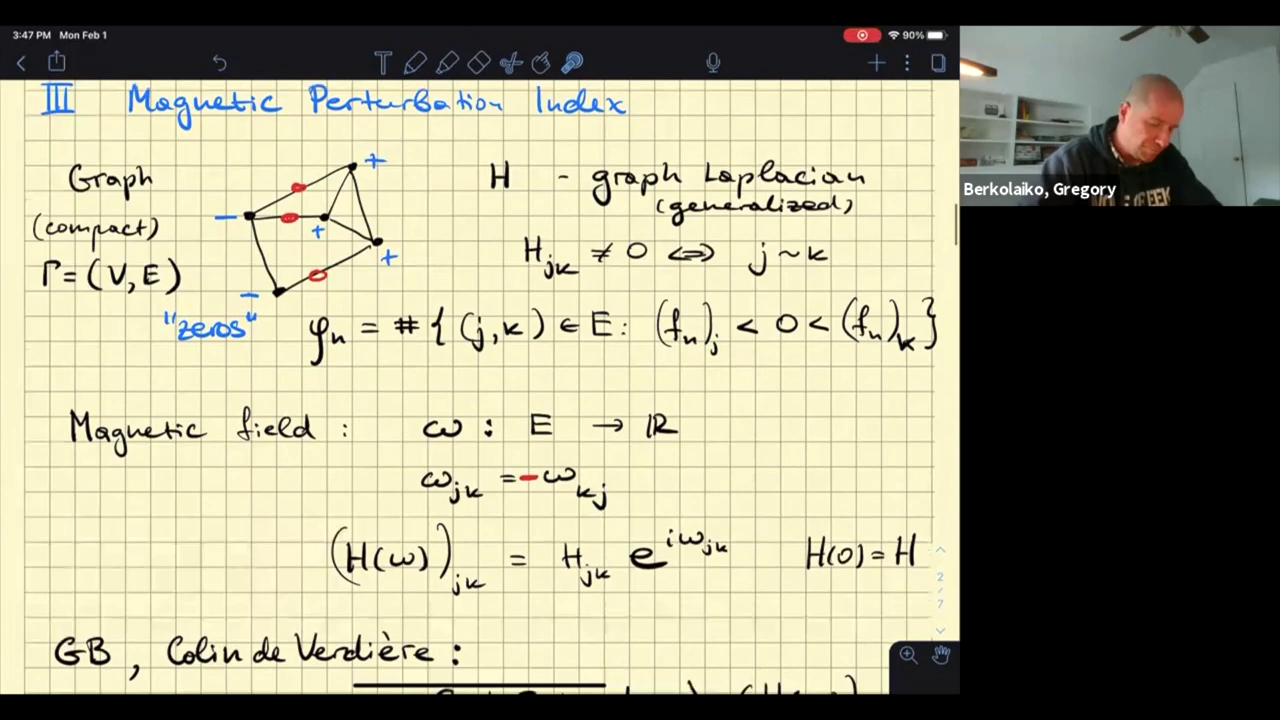 3:47 PM Mon Feb 1
90%
III Magnetic Perturbation Index
Graph
(compact)
Γ = (V, E)
+
−
+
+
−
"zeros"
H - graph Laplacian
(generalized)
H_jk ≠ 0 ⇔ j ~ k
φ_n = # { (j,k) ∈ E : (f_n)_j < 0 < (f_n)_k }
Magnetic field : ω : E → ℝ
ω_jk = -ω_kj
(H(ω))_jk = H_jk e^{iω_jk} H(0) = H
GB, Colin de Verdière :
2
/
7
Berkolaiko, Gregory